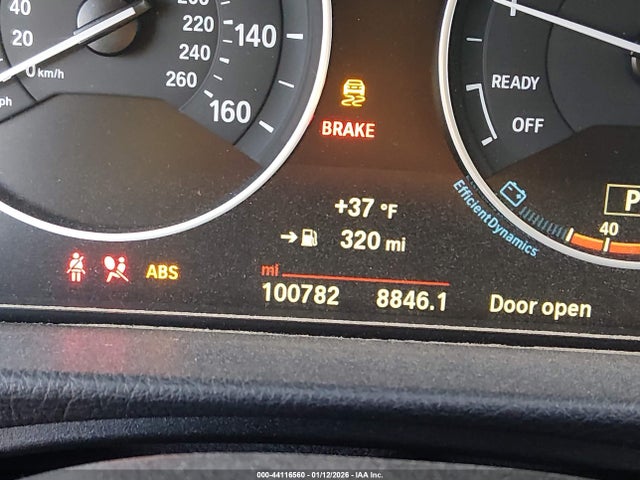 40
20
0 km/h
200
220
240
260
140
160
BRAKE
READY
OFF
+37 °F
320 mi
EfficientDynamics
P
40
ABS
mi
100782 8846.1 Door open
000-44116560 - 01/12/2026 - IAA Inc.